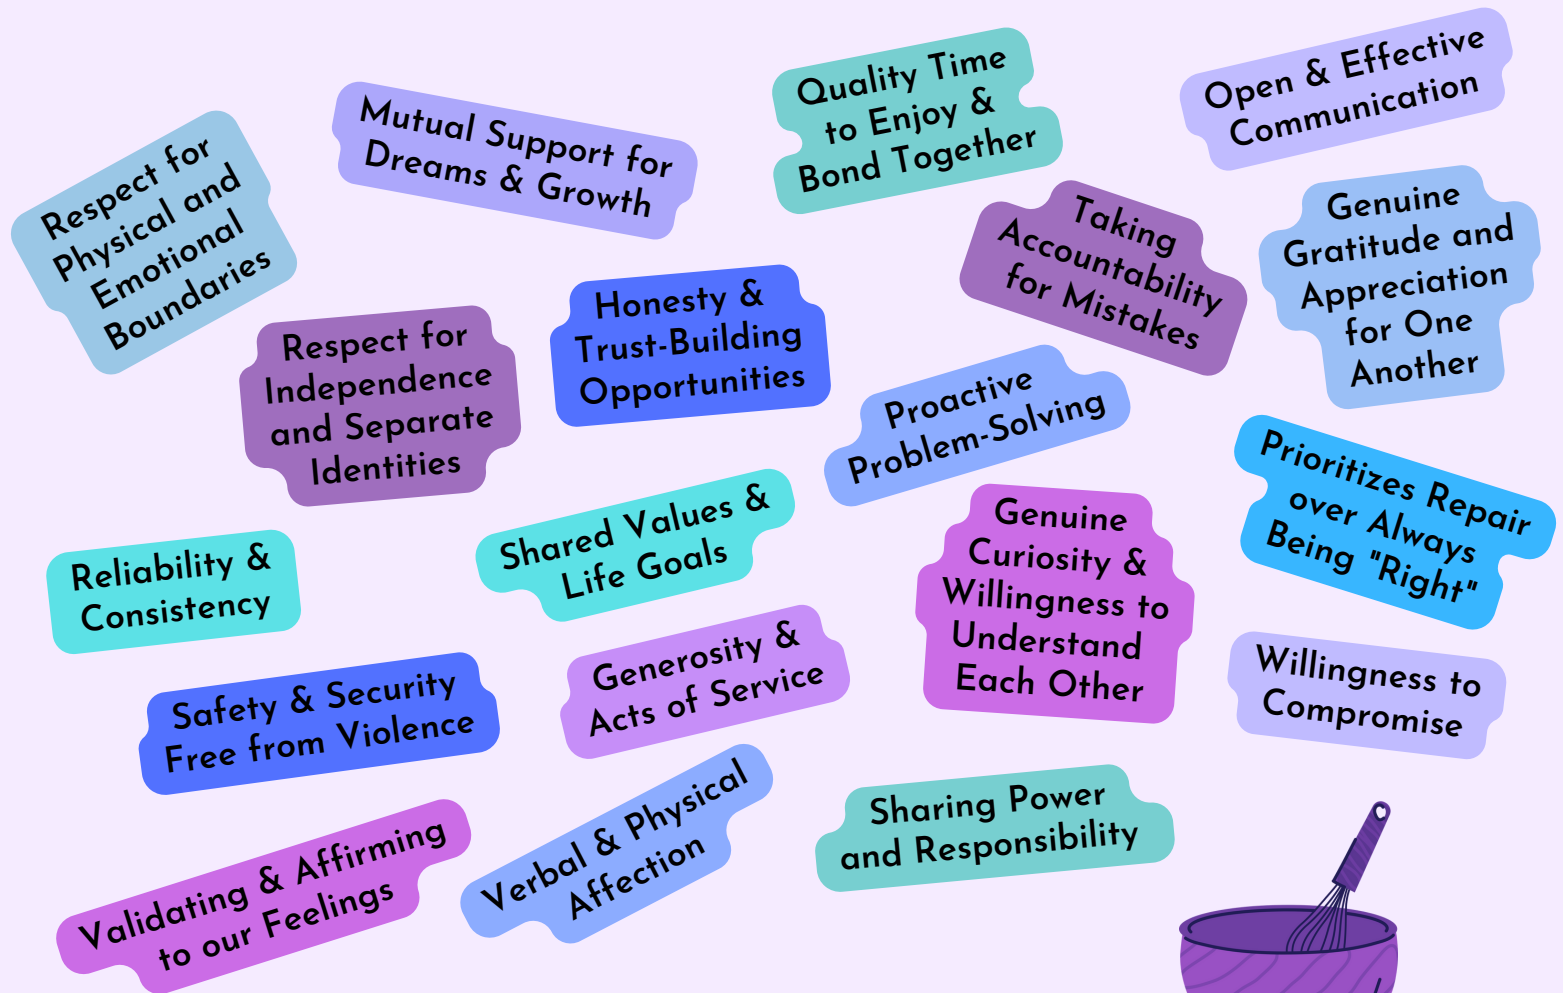 Respect for
Physical and
Emotional
Boundaries
Mutual Support for
Dreams & Growth
Quality Time
to Enjoy &
Bond Together
Open & Effective
Communication
Taking
Accountability
for Mistakes
Genuine
Gratitude and
Appreciation
for One
Another
Respect for
Independence
and Separate
Identities
Honesty &
Trust-Building
Opportunities
Proactive
Problem-Solving
Prioritizes Repair
over Always
Being "Right"
Reliability &
Consistency
Shared Values &
Life Goals
Genuine
Curiosity &
Willingness to
Understand
Each Other
Safety & Security
Free from Violence
Generosity &
Acts of Service
Willingness to
Compromise
Validating & Affirming
to our Feelings
Verbal & Physical
Affection
Sharing Power
and Responsibility